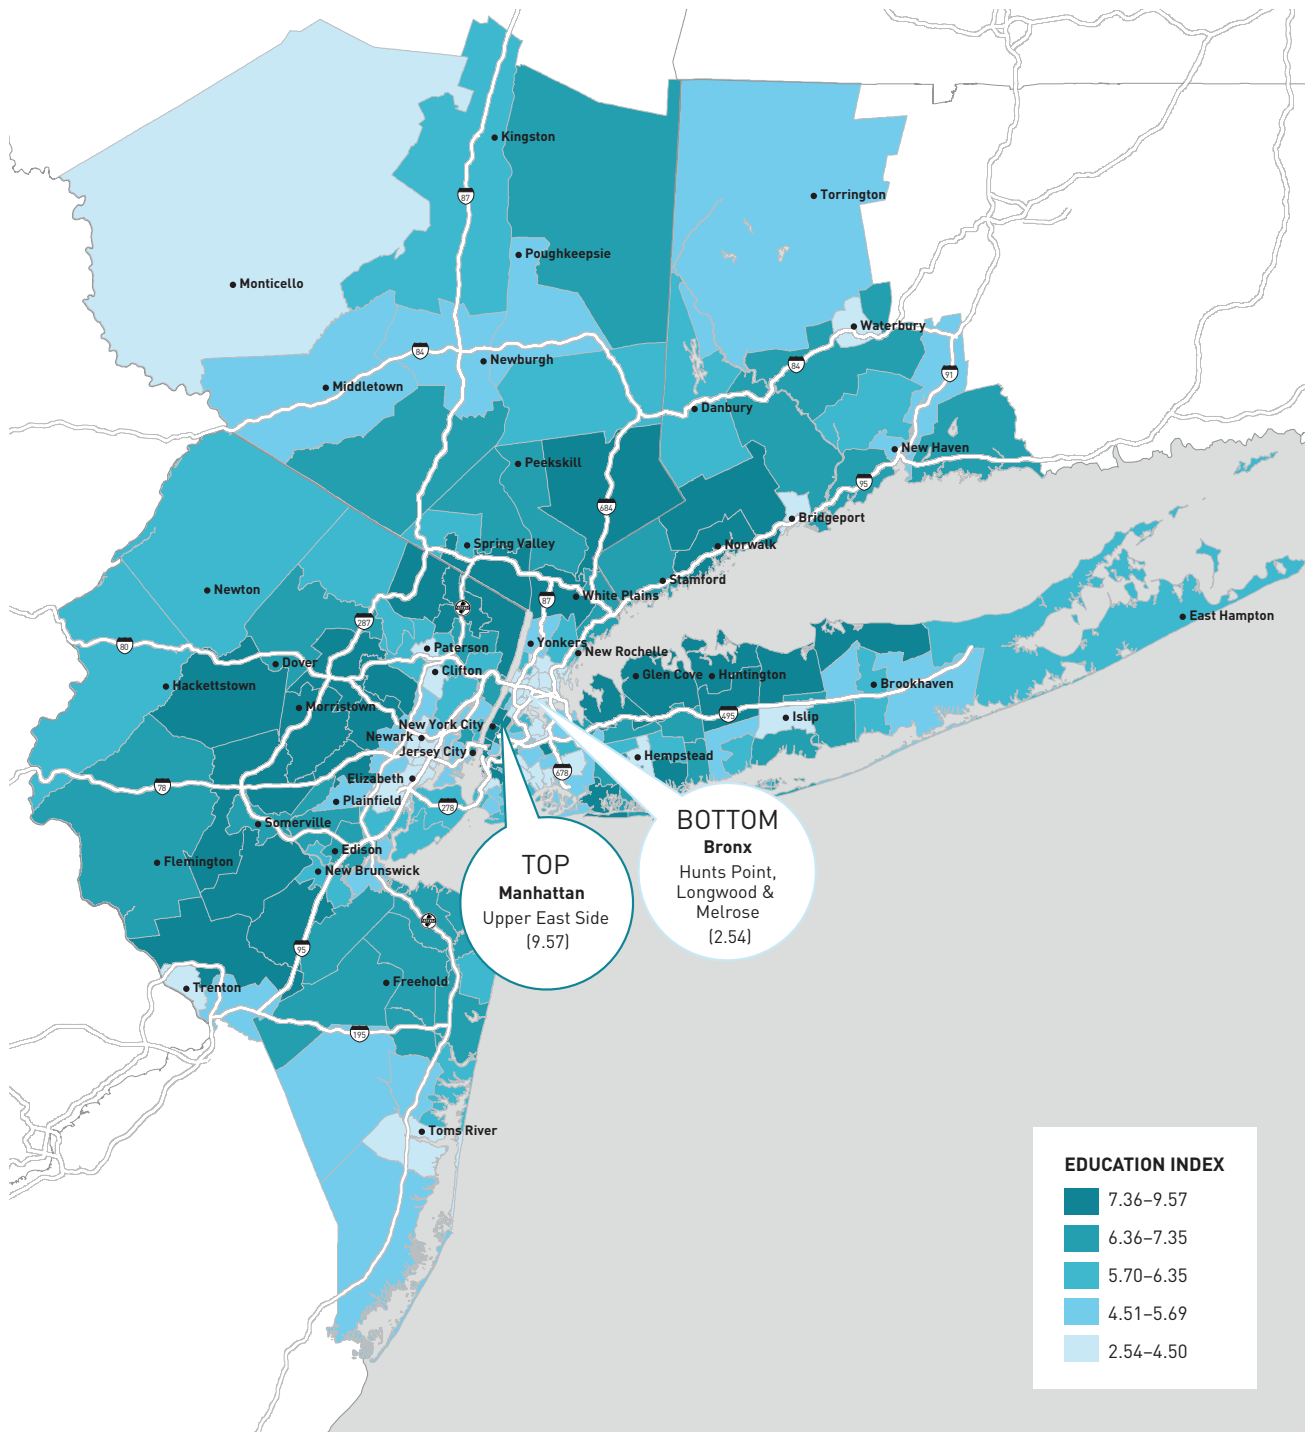 Kingston
87
Torrington
Poughkeepsie
Monticello
Waterbury
84
Newburgh
84
91
Middletown
Danbury
New Haven
Peekskill
95
684
Bridgeport
Spring Valley
Norwalk
Stamford
Newton
White Plains
87
East Hampton
287
80
Yonkers
Paterson
New Rochelle
Dover
Clifton
Glen Cove
Huntington
Hackettstown
Brookhaven
Morristown
495
Islip
New York City
Newark
Jersey City
Hempstead
678
Elizabeth
78
Plainfield
278
Somerville
Edison
Flemington
New Brunswick
TOP
Manhattan
Upper East Side
(9.57)
BOTTOM
Bronx
Hunts Point,
Longwood &
Melrose
(2.54)
95
Freehold
Trenton
195
Toms River
EDUCATION INDEX
7.36–9.57
6.36–7.35
5.70–6.35
4.51–5.69
2.54–4.50